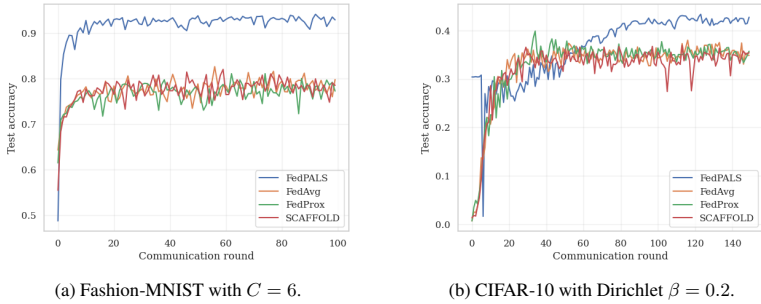 0.9
0.8
0.7
0.6
0.5
Test accuracy
0 20 40 60 80 100
Communication round
FedPALS
FedAvg
FedProx
SCAFFOLD
(a) Fashion-MNIST with C = 6.
0.4
0.3
0.2
0.1
0.0
Test accuracy
0 20 40 60 80 100 120 140
Communication round
FedPALS
FedAvg
FedProx
SCAFFOLD
(b) CIFAR-10 with Dirichlet β = 0.2.